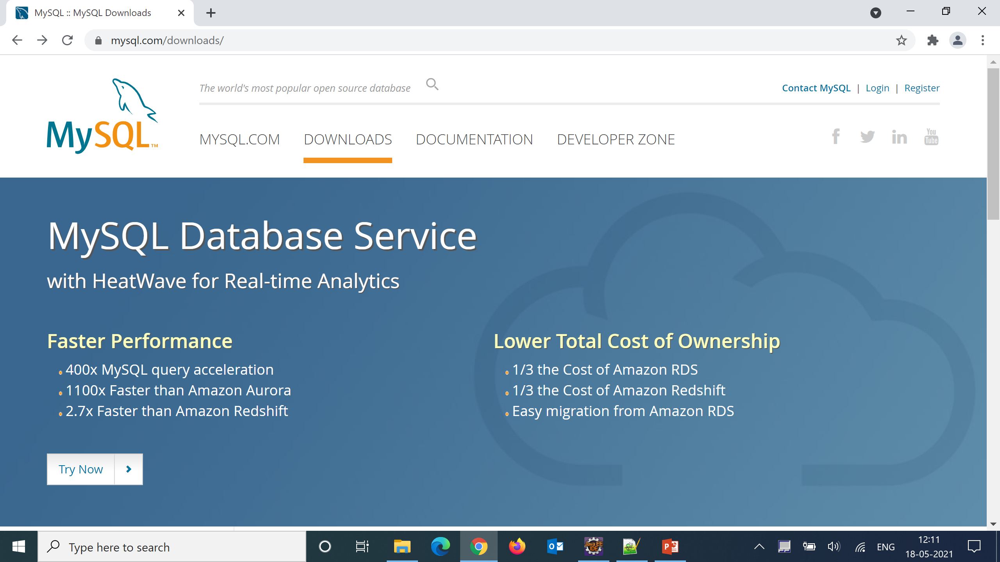 MySQL :: MySQL Downloads
mysql.com/downloads/
The world's most popular open source database
Contact MySQL | Login | Register
MySQL™
MYSQL.COM DOWNLOADS DOCUMENTATION DEVELOPER ZONE
You
Tube
MySQL Database Service
with HeatWave for Real-time Analytics
Faster Performance
400x MySQL query acceleration
1100x Faster than Amazon Aurora
2.7x Faster than Amazon Redshift
Lower Total Cost of Ownership
1/3 the Cost of Amazon RDS
1/3 the Cost of Amazon Redshift
Easy migration from Amazon RDS
Try Now
Type here to search
Java EE
IDE
ENG
12:11
18-05-2021